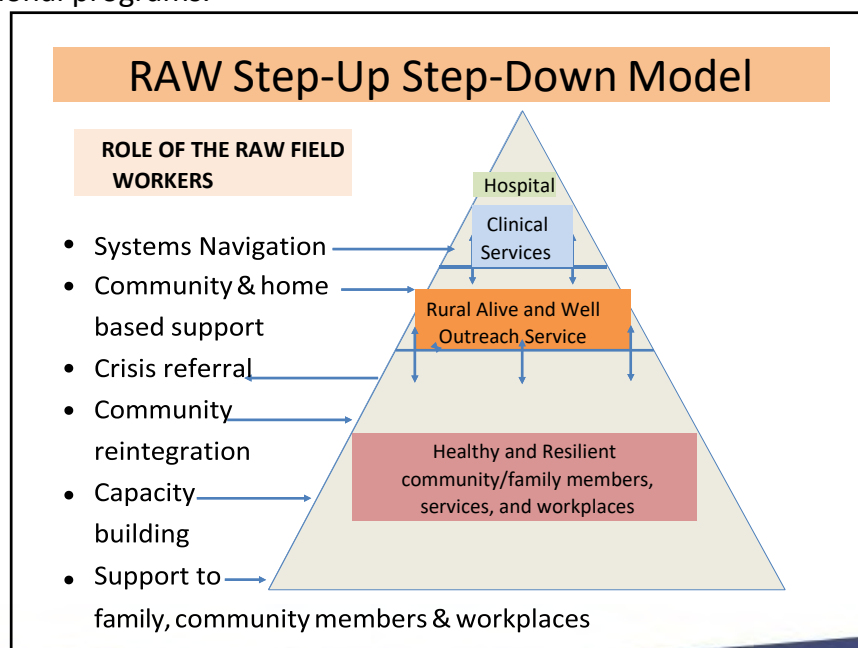 onal programs.
RAW Step-Up Step-Down Model
ROLE OF THE RAW FIELD
WORKERS
• Systems Navigation
• Community & home
based support
• Crisis referral
• Community
reintegration
• Capacity
building
• Support to
family, community members & workplaces
Hospital
Clinical
Services
Rural Alive and Well
Outreach Service
Healthy and Resilient
community/family members,
services, and workplaces